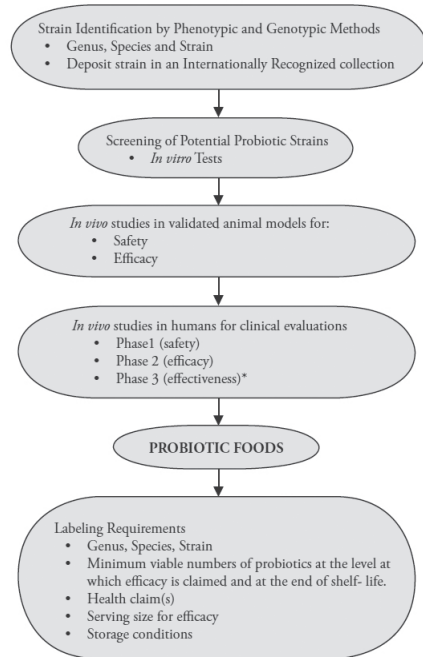 Strain Identification by Phenotypic and Genotypic Methods
• Genus, Species and Strain
• Deposit strain in an Internationally Recognized collection
Screening of Potential Probiotic Strains
• In vitro Tests
In vivo studies in validated animal models for:
• Safety
• Efficacy
In vivo studies in humans for clinical evaluations
• Phase1 (safety)
• Phase 2 (efficacy)
• Phase 3 (effectiveness)*
PROBIOTIC FOODS
Labeling Requirements
• Genus, Species, Strain
• Minimum viable numbers of probiotics at the level at
which efficacy is claimed and at the end of shelf- life.
• Health claim(s)
• Serving size for efficacy
• Storage conditions